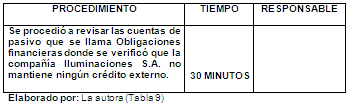 PROCEDIMIENTO TIEMPO RESPONSABLE
Se procedió a revisar las cuentas de
pasivo que se llama Obligaciones
financieras donde se verificó que la
compañía Iluminaciones S.A. no
mantiene ningún crédito externo. 30 MINUTOS
Elaborado por: La autora (Tabla 9)